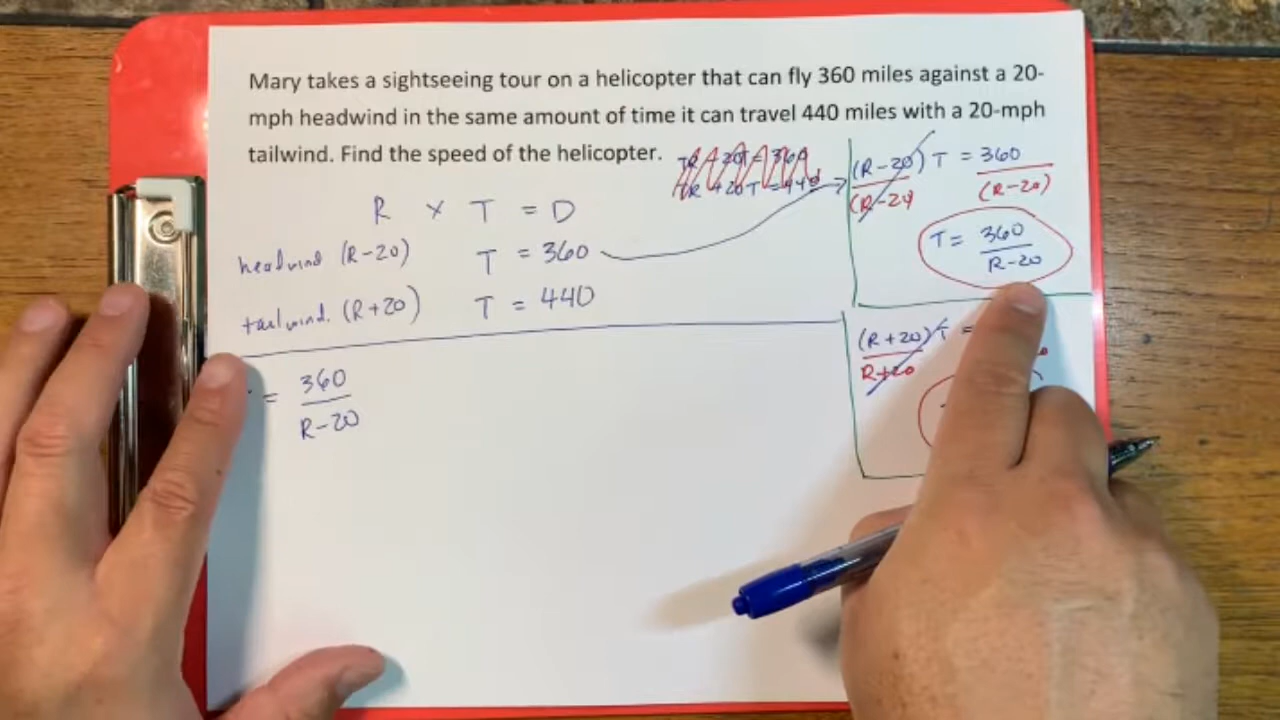 Mary takes a sightseeing tour on a helicopter that can fly 360 miles against a 20-
mph headwind in the same amount of time it can travel 440 miles with a 20-mph
tailwind. Find the speed of the helicopter.
R × T = D
headwind (R-20) T = 360
tailwind. (R+20) T = 440
= 360
R-20
(R-20) T = 360
(R-20) (R-20)
T = 360
R-20
(R+20) T =
R+20